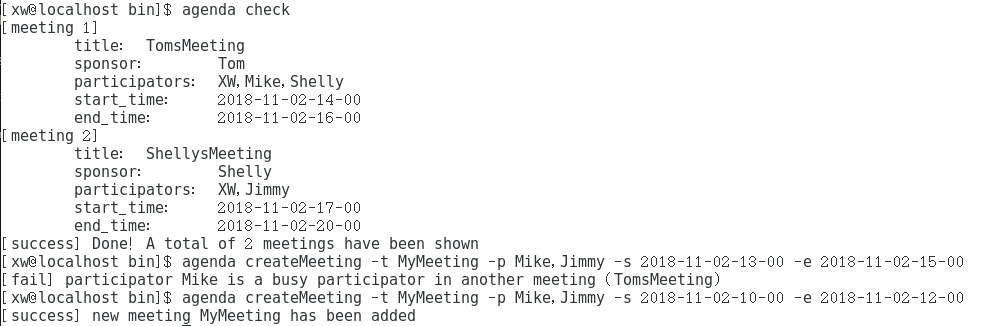 [xw@localhost bin]$ agenda check
[meeting 1]
title: TomsMeeting
sponsor: Tom
participators: XW,Mike,Shelly
start_time: 2018-11-02-14-00
end_time: 2018-11-02-16-00
[meeting 2]
title: ShellysMeeting
sponsor: Shelly
participators: XW,Jimmy
start_time: 2018-11-02-17-00
end_time: 2018-11-02-20-00
[success] Done! A total of 2 meetings have been shown
[xw@localhost bin]$ agenda createMeeting -t MyMeeting -p Mike,Jimmy -s 2018-11-02-13-00 -e 2018-11-02-15-00
[fail] participator Mike is a busy participator in another meeting (TomsMeeting)
[xw@localhost bin]$ agenda createMeeting -t MyMeeting -p Mike,Jimmy -s 2018-11-02-10-00 -e 2018-11-02-12-00
[success] new meeting MyMeeting has been added